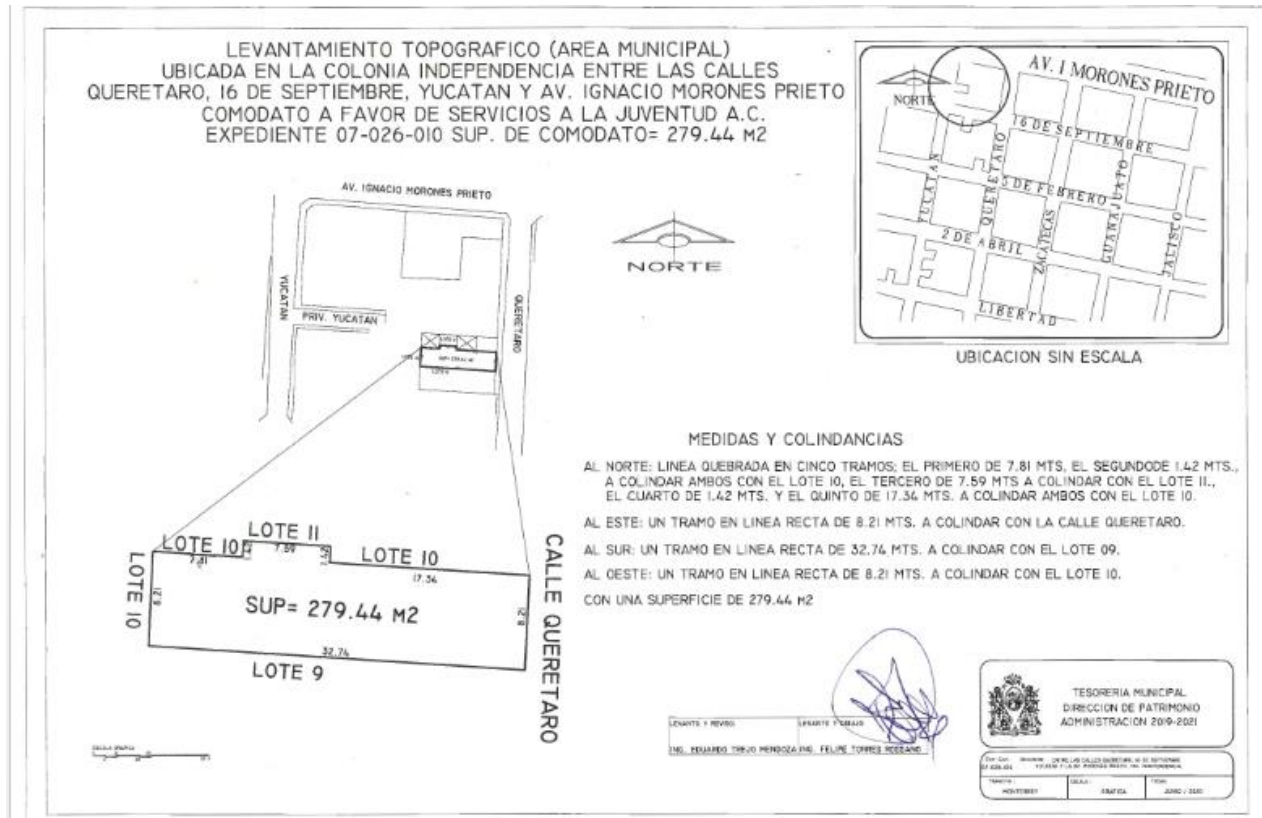 LEVANTAMIENTO TOPOGRAFICO (AREA MUNICIPAL)
UBICADA EN LA COLONIA INDEPENDENCIA ENTRE LAS CALLES
QUERETARO, 16 DE SEPTIEMBRE, YUCATAN Y AV. IGNACIO MORONES PRIETO
COMODATO A FAVOR DE SERVICIOS A LA JUVENTUD A.C.
EXPEDIENTE 07-026-010 SUP. DE COMODATO= 279.44 M2
AV. I MORONES PRIETO
NORTE
16 DE SEPTIEMBRE
YUCATAN
QUERETARO
5 DE FEBRERO
ZACATECAS
GUANAJUATO
JALISCO
2 DE ABRIL
LIBERTAD
UBICACION SIN ESCALA
AV. IGNACIO MORONES PRIETO
NORTE
YUCATAN
PRIV. YUCATAN
QUERETARO
MEDIDAS Y COLINDANCIAS
AL NORTE: LINEA QUEBRADA EN CINCO TRAMOS; EL PRIMERO DE 7.81 MTS, EL SEGUNDODE 1.42 MTS.,
A COLINDAR AMBOS CON EL LOTE 10, EL TERCERO DE 7.59 MTS A COLINDAR CON EL LOTE 11.,
EL CUARTO DE 1.42 MTS. Y EL QUINTO DE 17.34 MTS. A COLINDAR AMBOS CON EL LOTE 10.
AL ESTE: UN TRAMO EN LINEA RECTA DE 8.21 MTS. A COLINDAR CON LA CALLE QUERETARO.
AL SUR: UN TRAMO EN LINEA RECTA DE 32.74 MTS. A COLINDAR CON EL LOTE 09.
AL OESTE: UN TRAMO EN LINEA RECTA DE 8.21 MTS. A COLINDAR CON EL LOTE 10.
CON UNA SUPERFICIE DE 279.44 M2
LOTE 11
LOTE 10
7.81
7.59
LOTE 10
17.34
LOTE 10
8.21
SUP= 279.44 M2
8.21
32.74
LOTE 9
CALLE QUERETARO
LEVANTO Y REVISO:
LEVANTO Y DIBUJO:
ING. EDUARDO TREJO MENDOZA
ING. FELIPE TORRES
TESORERIA MUNICIPAL
DIRECCION DE PATRIMONIO
ADMINISTRACION 2019-2021
MONTERREY
GRAFICA
JUNIO / 2020